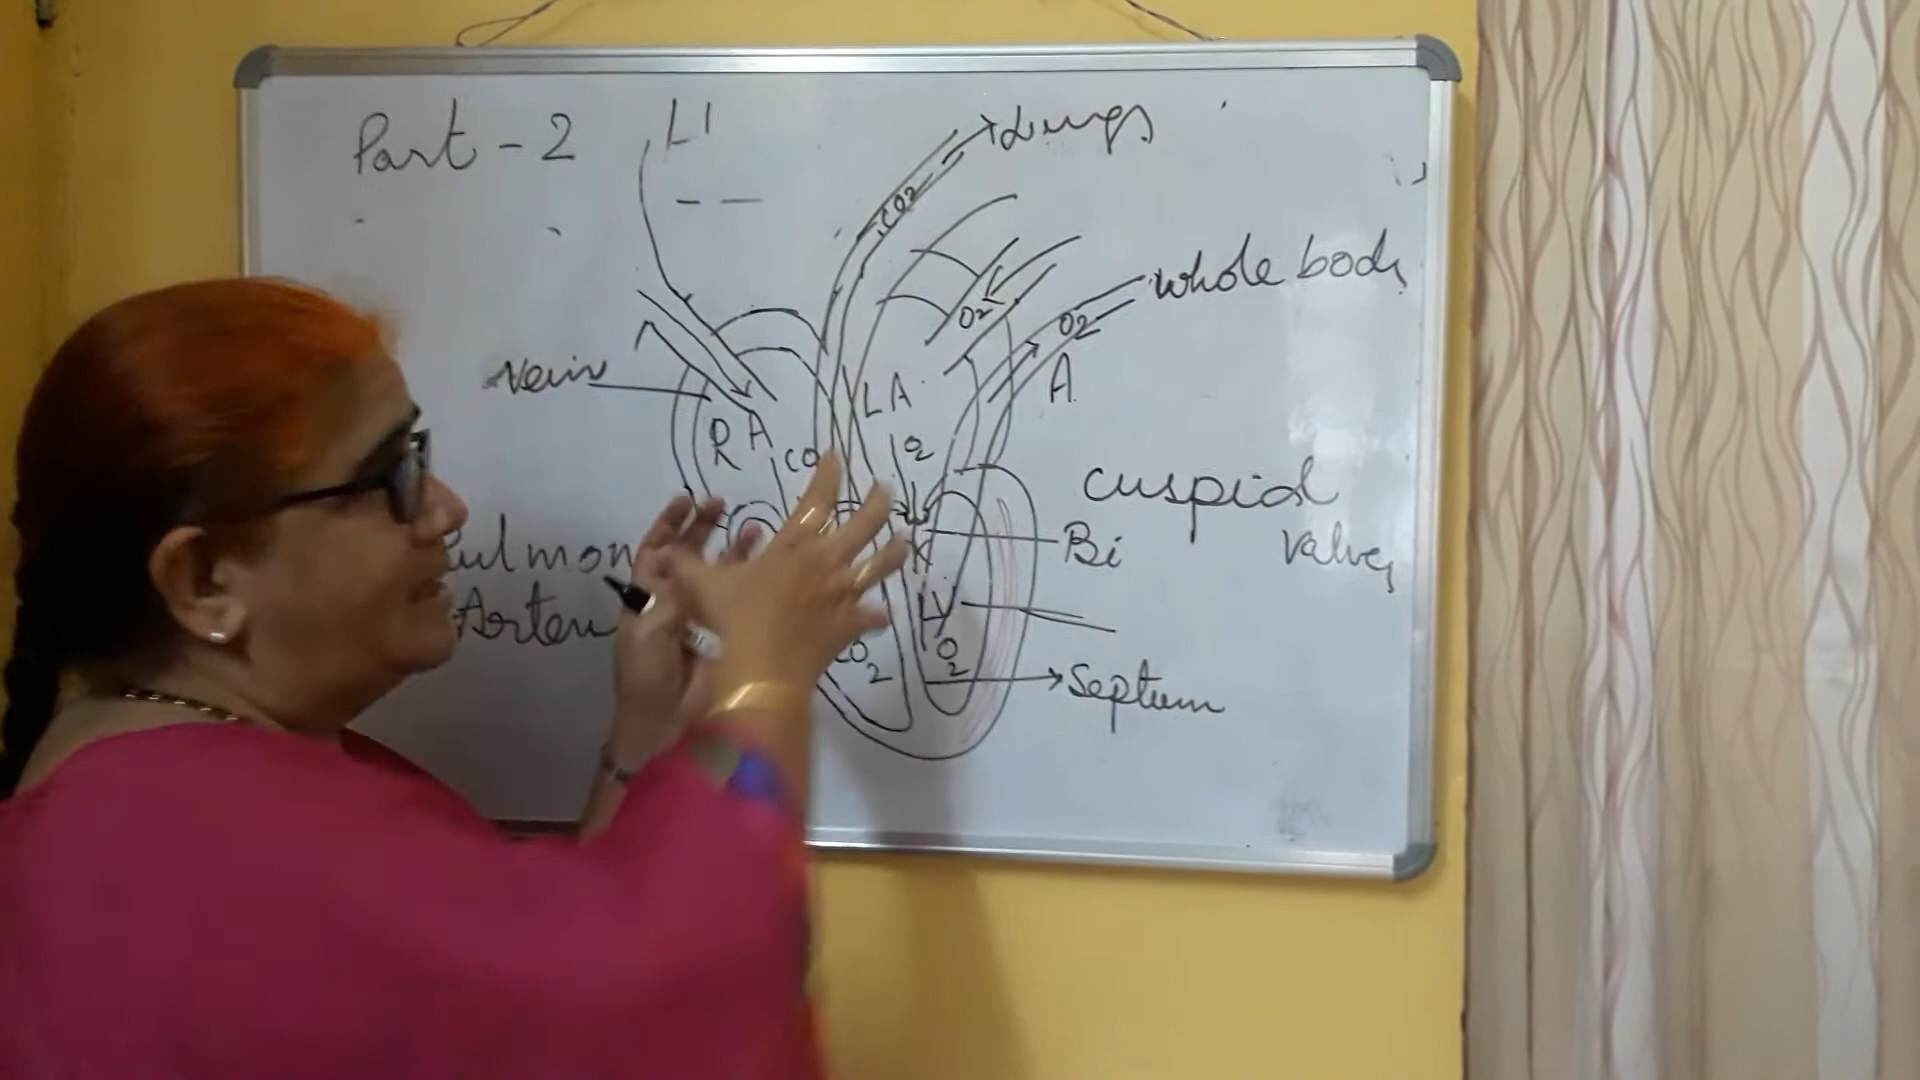 Part - 2
Lungs
CO2
whole body
O2
O2
Vein
A
LA
RA
O2
cuspid
valves
Bi
LV
O2
CO2
Septum